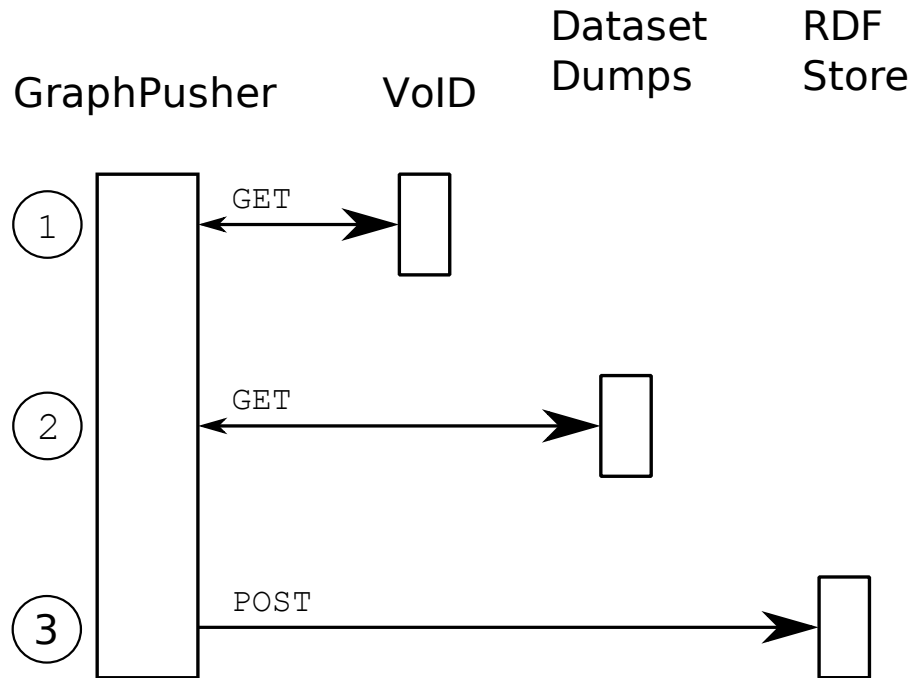 GraphPusher
VoID
Dataset
Dumps
RDF
Store
1
GET
2
GET
3
POST